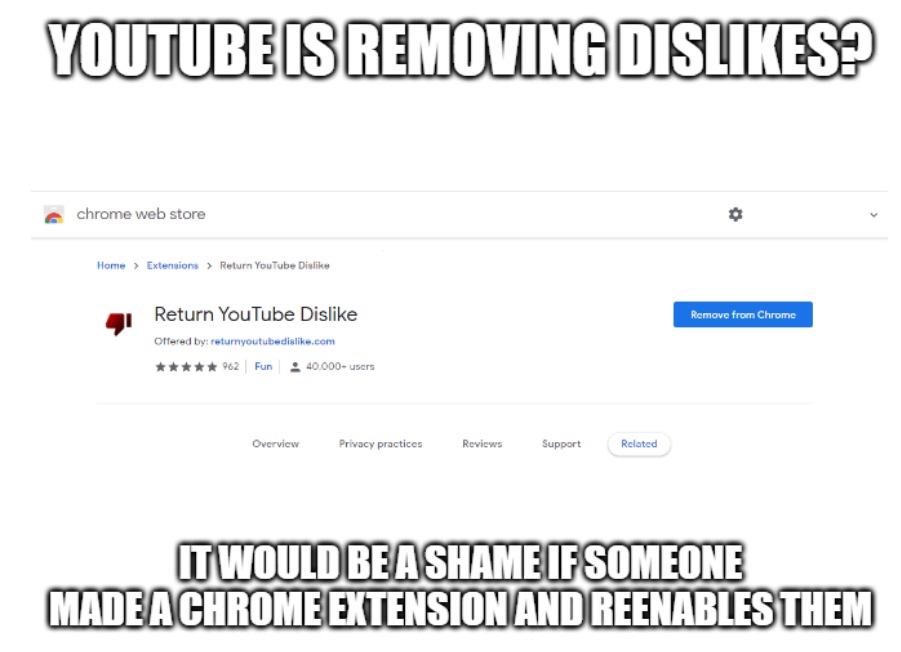 YOUTUBE IS REMOVING DISLIKES?
chrome web store
Home > Extensions > Return YouTube Dislike
Return YouTube Dislike
Remove from Chrome
Offered by: returnyoutubedislike.com
★★★★★ 962 | Fun | 40,000+ users
Overview Privacy practices Reviews Support Related
IT WOULD BE A SHAME IF SOMEONE
MADE A CHROME EXTENSION AND REENABLES THEM